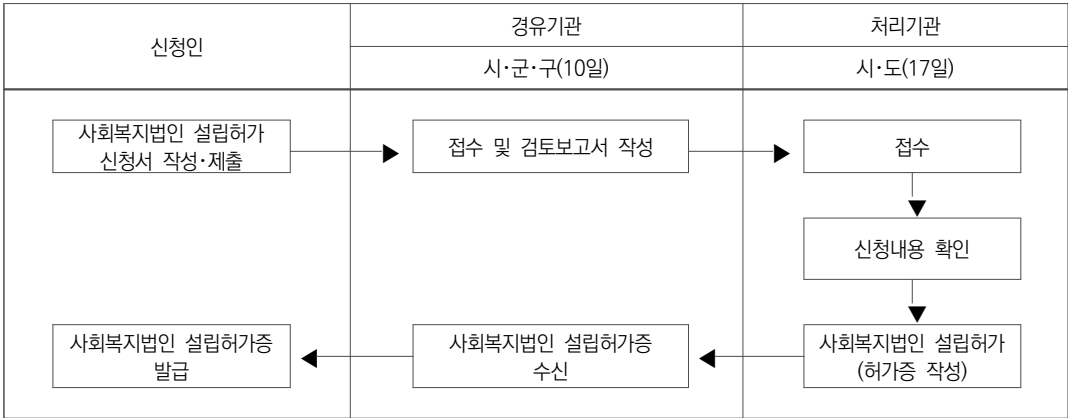 신청인
경유기관
처리기관
시·군·구(10일)
시·도(17일)
사회복지법인 설립허가
신청서 작성·제출
접수 및 검토보고서 작성
접수
신청내용 확인
사회복지법인 설립허가
(허가증 작성)
사회복지법인 설립허가증
수신
사회복지법인 설립허가증
발급